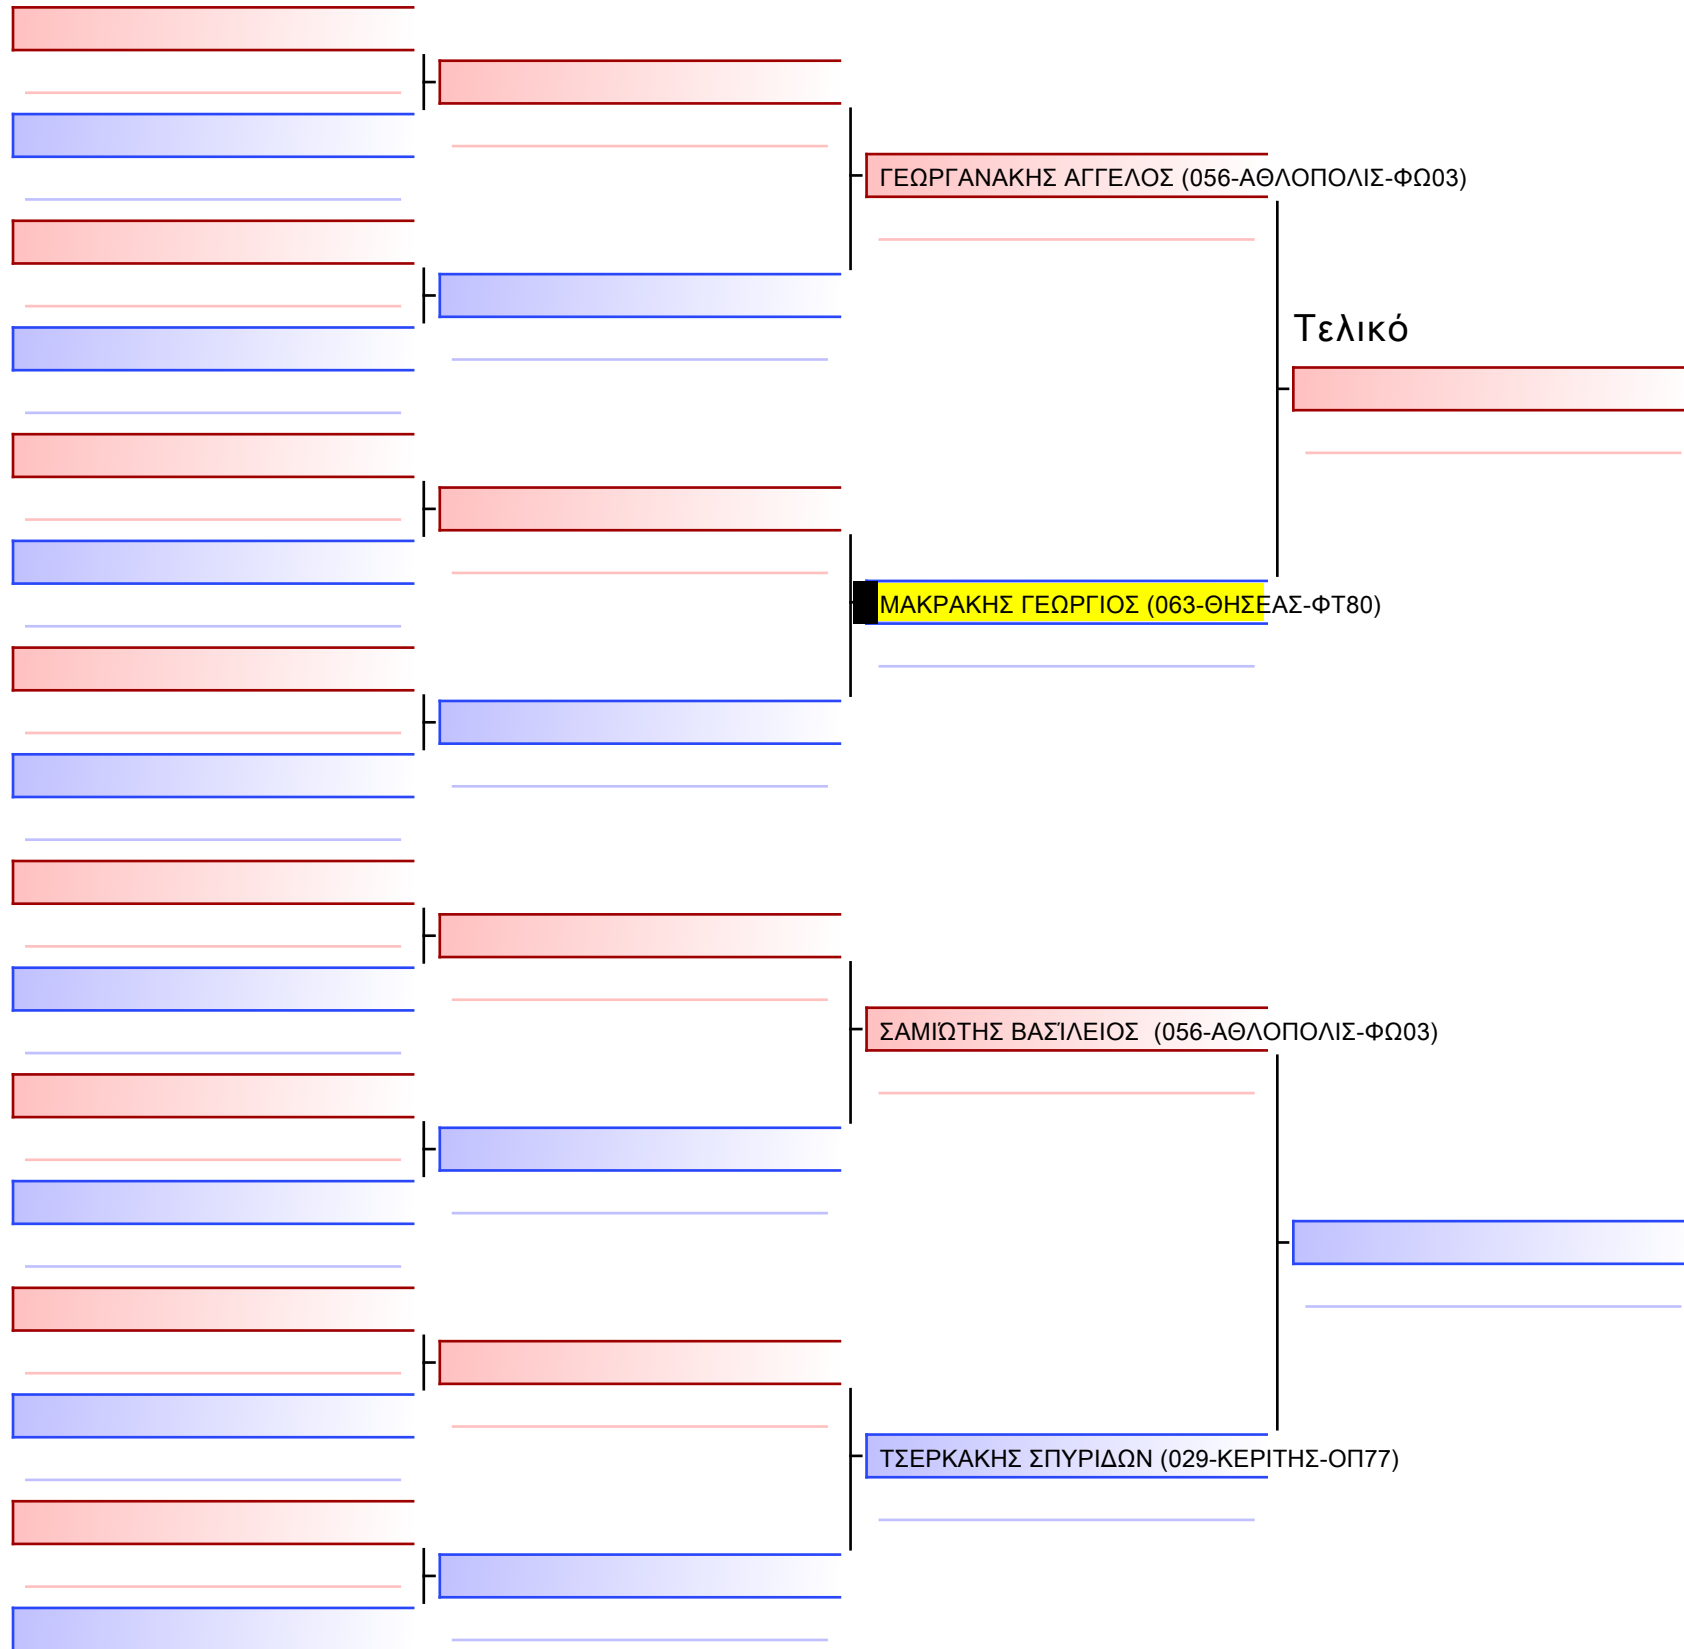 ΓΕΩΡΓΑΝΑΚΗΣ ΑΓΓΕΛΟΣ (056-ΑΘΛΟΠΟΛΙΣ-ΦΩ03)
Τελικό
ΜΑΚΡΑΚΗΣ ΓΕΩΡΓΙΟΣ (063-ΘΗΣΕΑΣ-ΦΤ80)
ΣΑΜΙΏΤΗΣ ΒΑΣΊΛΕΙΟΣ (056-ΑΘΛΟΠΟΛΙΣ-ΦΩ03)
ΤΣΕΡΚΑΚΗΣ ΣΠΥΡΙΔΩΝ (029-ΚΕΡΙΤΗΣ-ΟΠ77)